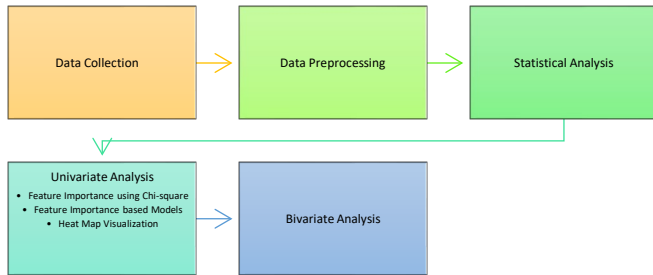 Data Collection
Data Preprocessing
Statistical Analysis
Univariate Analysis
• Feature Importance using Chi-square
• Feature Importance based Models
• Heat Map Visualization
Bivariate Analysis